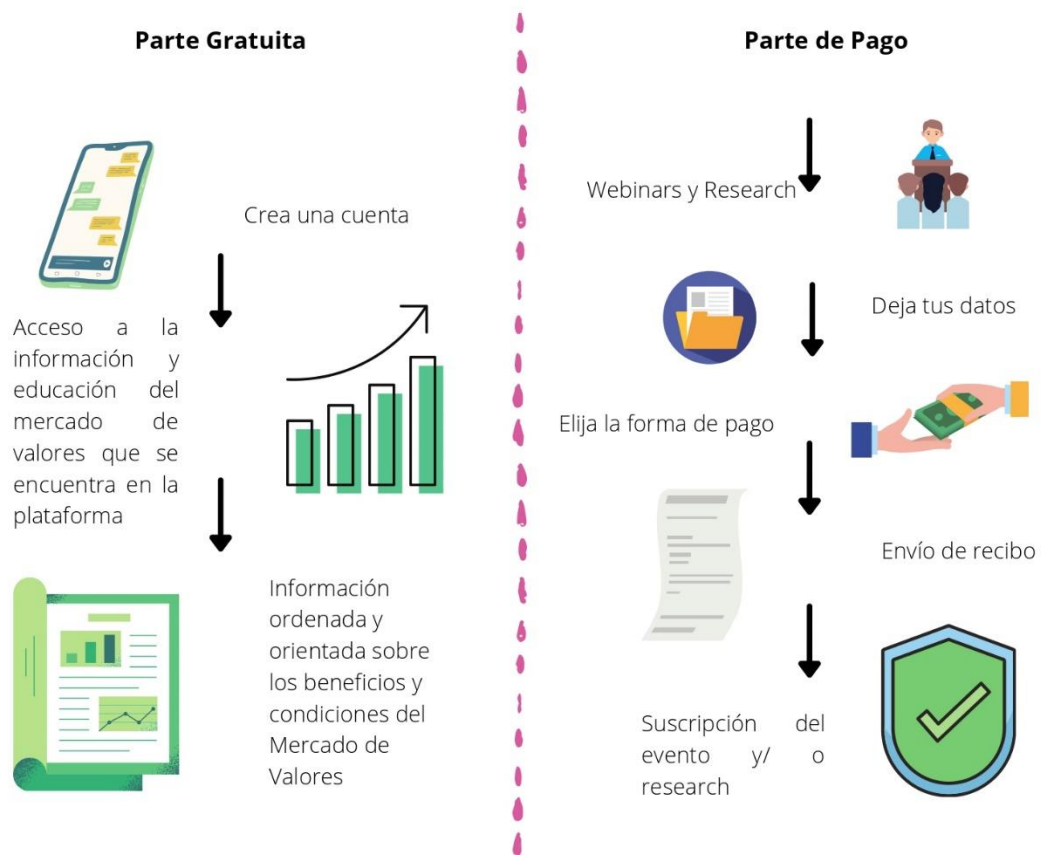 Parte Gratuita
Crea una cuenta
Acceso a la
información y
educación del
mercado de
valores que se
encuentra en la
plataforma
Información
ordenada y
orientada sobre
los beneficios y
condiciones del
Mercado de
Valores
Parte de Pago
Webinars y Research
Deja tus datos
Elija la forma de pago
Envío de recibo
Suscripción del
evento y/ o
research